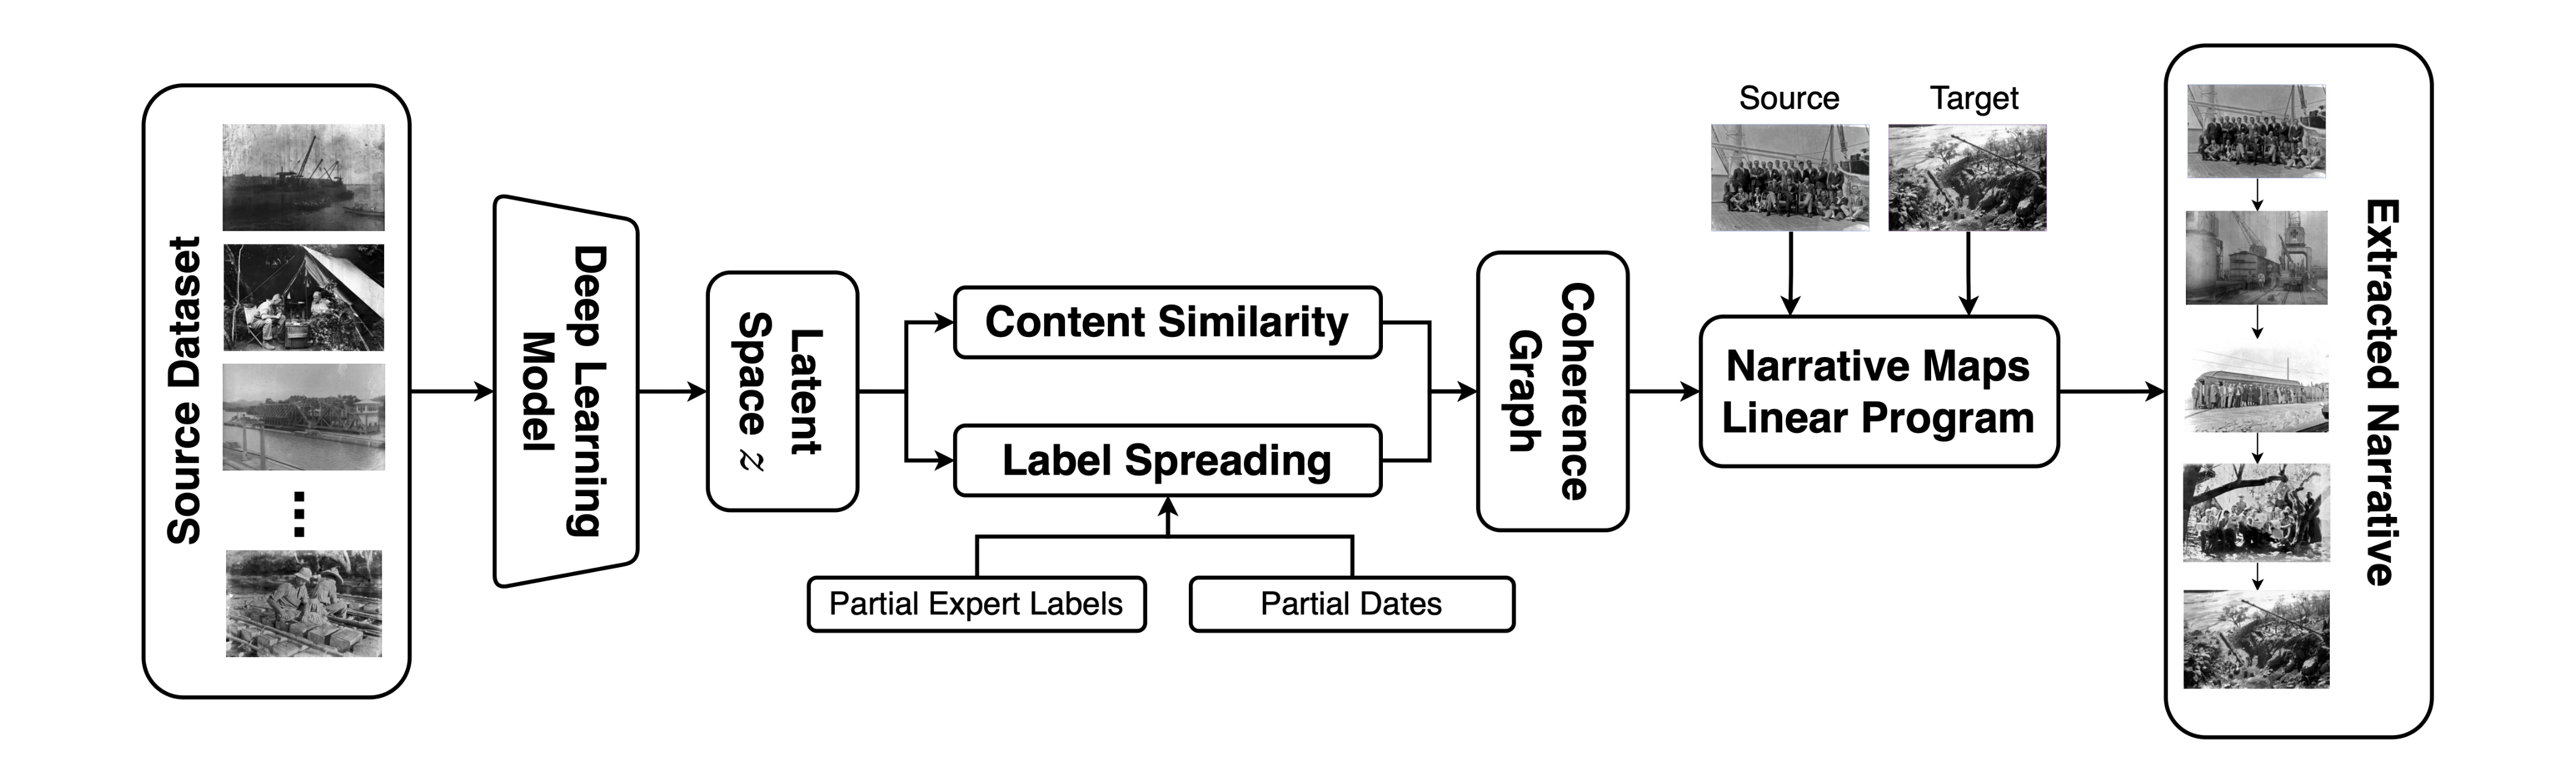 Source Dataset
Deep Learning
Model
Latent
Space z
Content Similarity
Label Spreading
Partial Expert Labels
Partial Dates
Coherence
Graph
Source
Target
Narrative Maps
Linear Program
Extracted Narrative